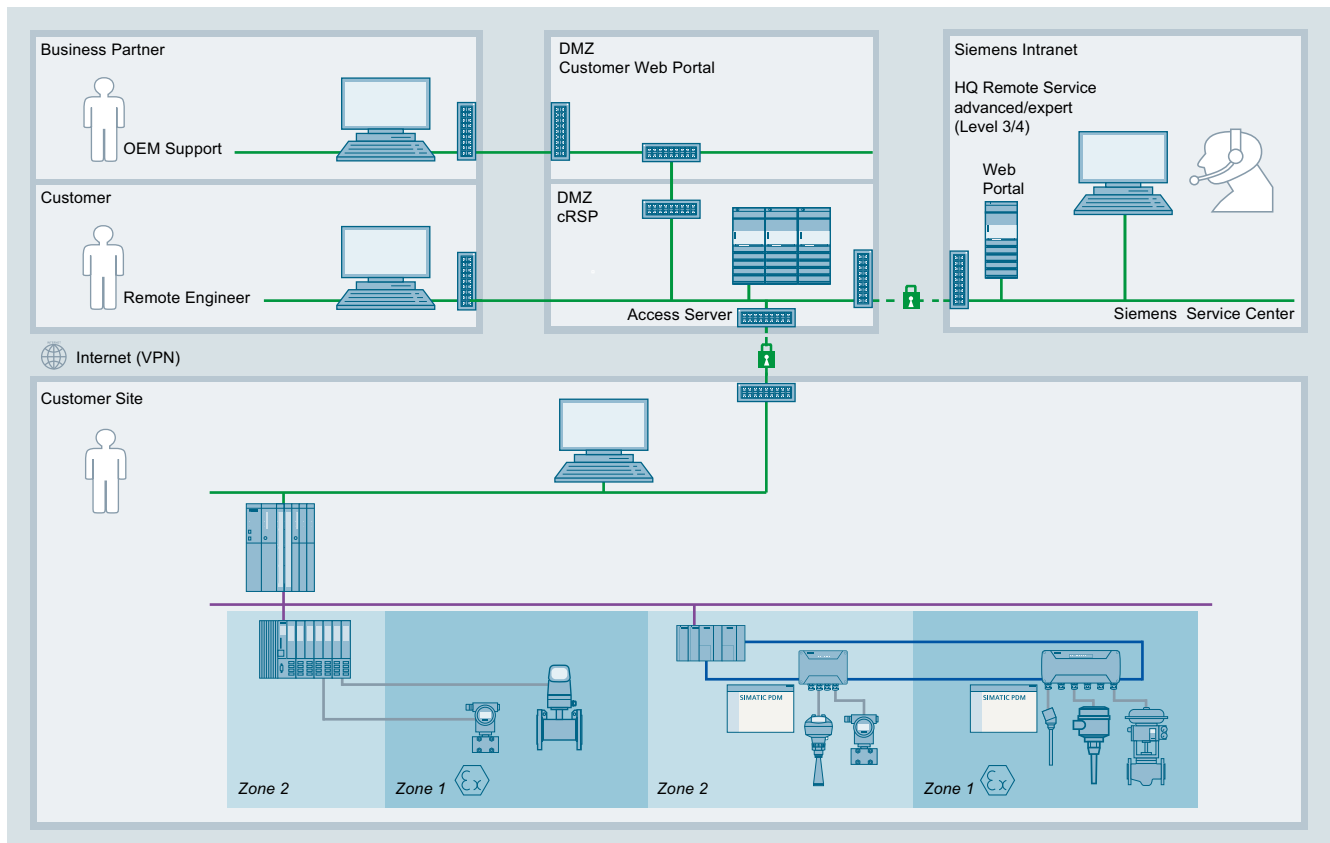 Business Partner
OEM Support
Customer
Remote Engineer
DMZ
Customer Web Portal
DMZ
cRSP
Access Server
Siemens Intranet
HQ Remote Service
advanced/expert
(Level 3/4)
Web
Portal
Siemens Service Center
Internet (VPN)
Customer Site
Zone 2
Zone 1
Ex
SIMATIC PDM
Zone 2
SIMATIC PDM
Zone 1
Ex